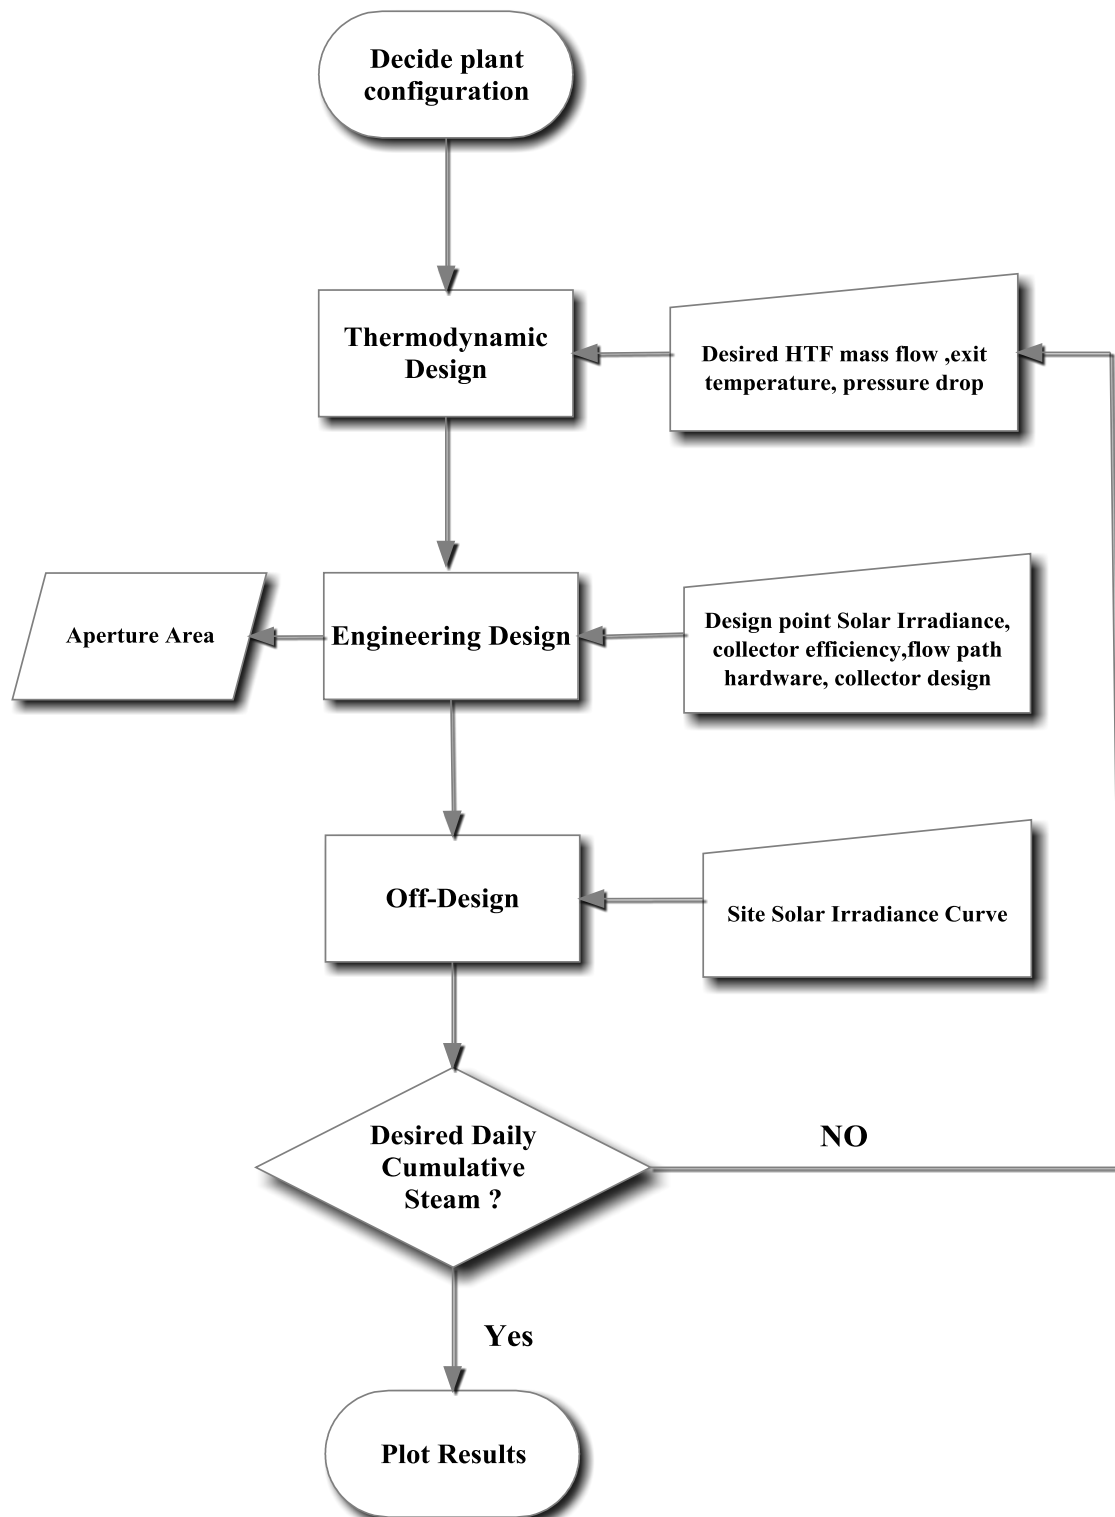 Decide plant
configuration
Thermodynamic
Design
Desired HTF mass flow ,exit
temperature, pressure drop
Aperture Area
Engineering Design
Design point Solar Irradiance,
collector efficiency,flow path
hardware, collector design
Off-Design
Site Solar Irradiance Curve
Desired Daily
Cumulative
Steam ?
NO
Yes
Plot Results